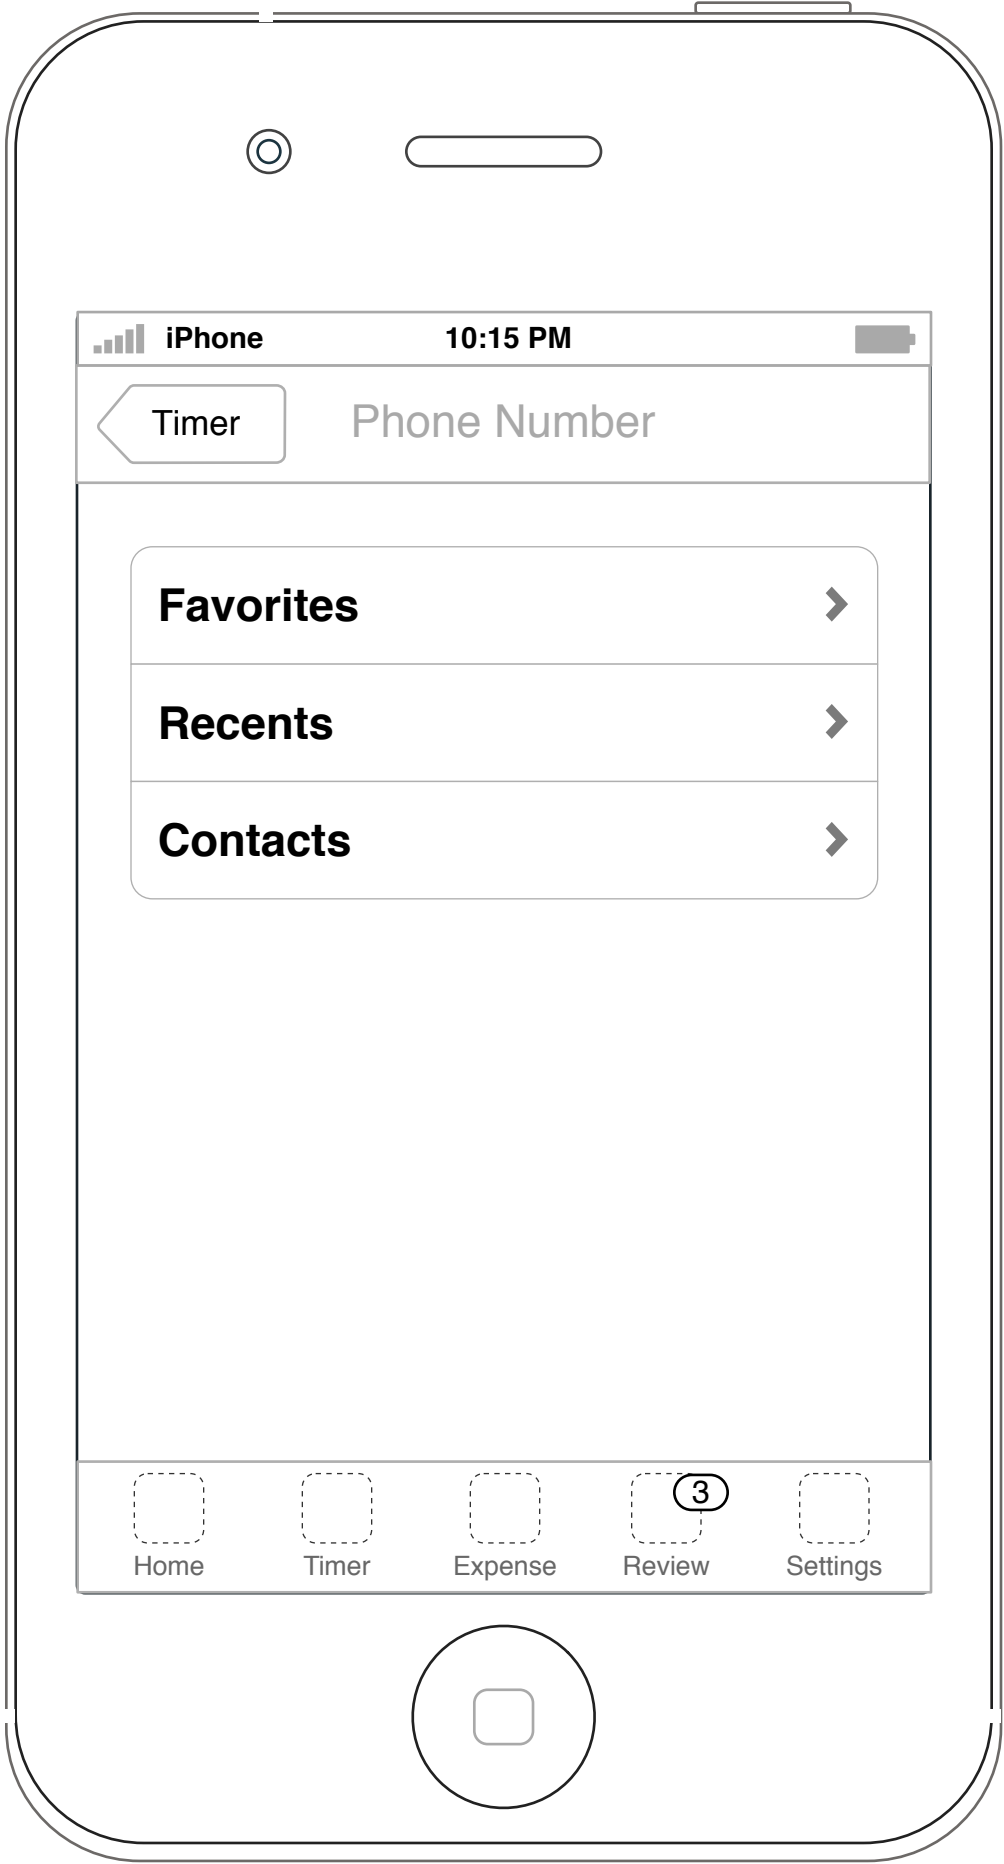 iPhone 10:15 PM
Timer Phone Number
Favorites
Recents
Contacts
3
Home Timer Expense Review Settings